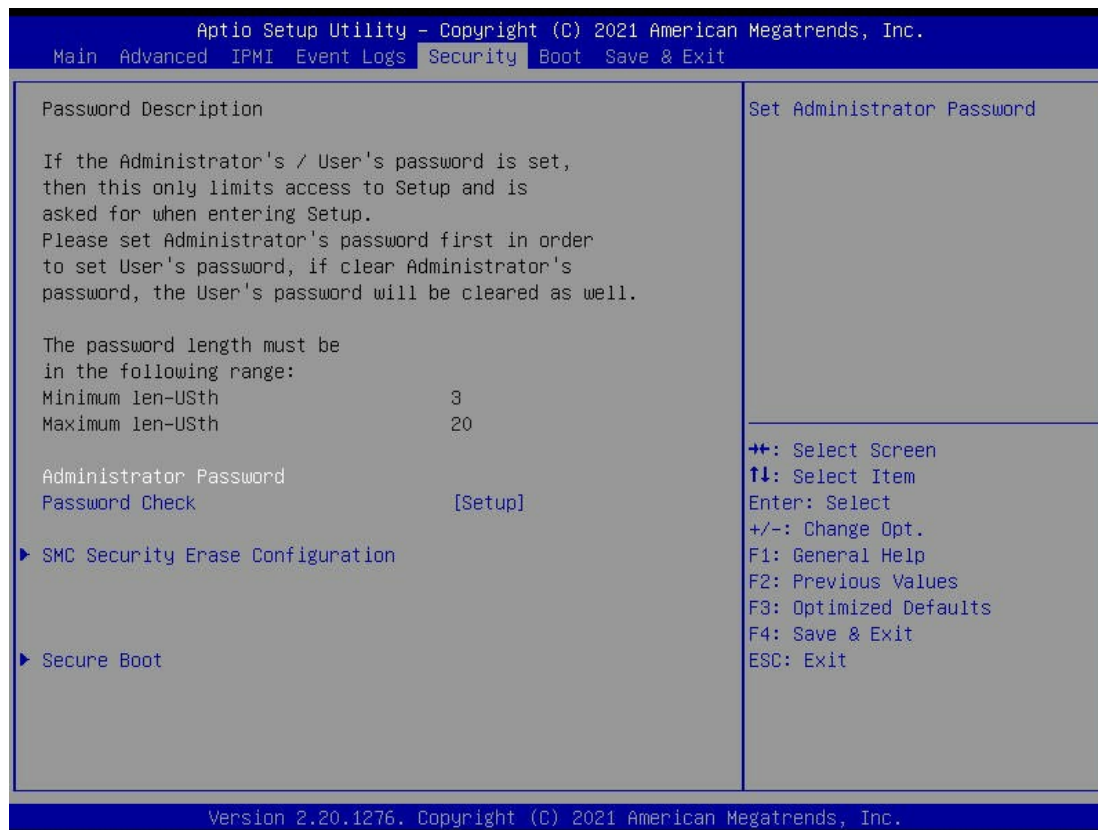 Aptio Setup Utility – Copyright (C) 2021 American Megatrends, Inc.
Main Advanced IPMI Event Logs Security Boot Save & Exit
Password Description
If the Administrator's / User's password is set,
then this only limits access to Setup and is
asked for when entering Setup.
Please set Administrator's password first in order
to set User's password, if clear Administrator's
password, the User's password will be cleared as well.
The password length must be
in the following range:
Minimum len-USth 3
Maximum len-USth 20
Administrator Password
Password Check [Setup]
▶ SMC Security Erase Configuration
▶ Secure Boot
Set Administrator Password
→←: Select Screen
↑↓: Select Item
Enter: Select
+/-: Change Opt.
F1: General Help
F2: Previous Values
F3: Optimized Defaults
F4: Save & Exit
ESC: Exit
Version 2.20.1276. Copyright (C) 2021 American Megatrends, Inc.